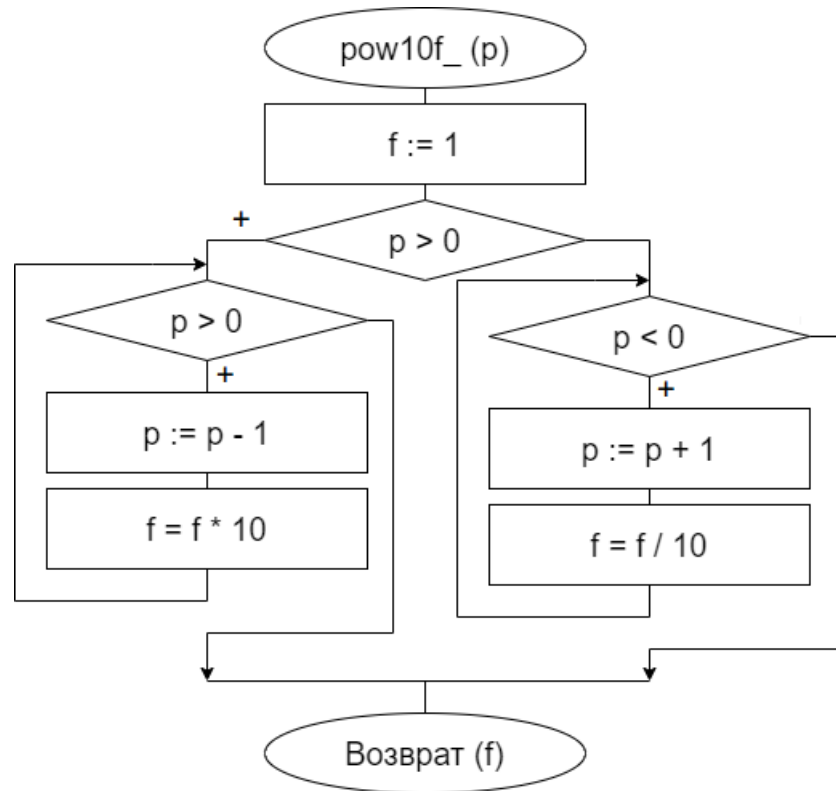 pow10f_ (p)
f := 1
+
p > 0
p > 0
+
p := p - 1
f = f * 10
p < 0
+
p := p + 1
f = f / 10
Возврат (f)